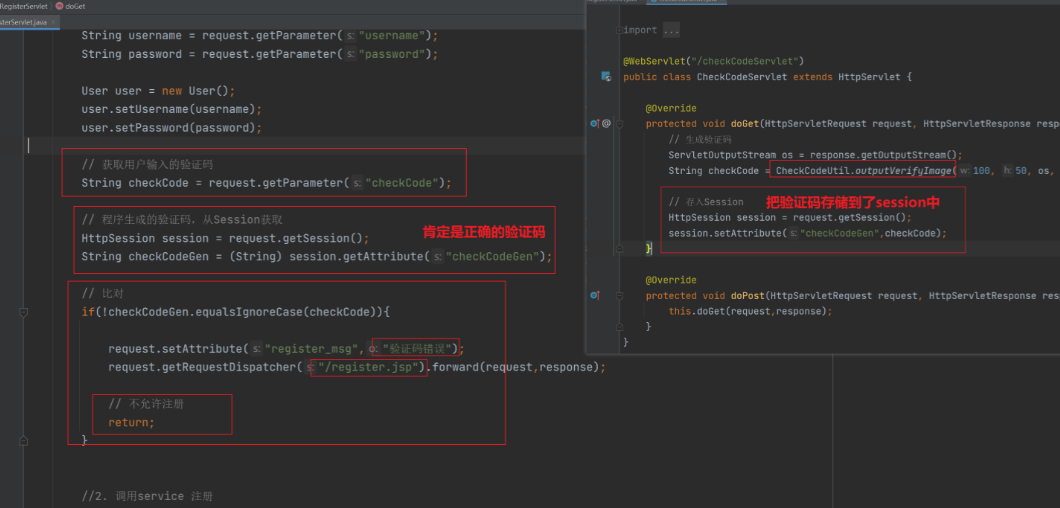 RegisterServlet › doGet
sterServlet.java ×
String username = request.getParameter( s: "username");
String password = request.getParameter( s: "password");
User user = new User();
user.setUsername(username);
user.setPassword(password);
// 获取用户输入的验证码
String checkCode = request.getParameter( s: "checkCode");
// 程序生成的验证码，从Session获取
HttpSession session = request.getSession();
肯定是正确的验证码
String checkCodeGen = (String) session.getAttribute( s: "checkCodeGen");
// 比对
if(!checkCodeGen.equalsIgnoreCase(checkCode)){
request.setAttribute( s: "register_msg", o: "验证码错误");
request.getRequestDispatcher( s: "/register.jsp").forward(request,response);
// 不允许注册
return;
}
//2. 调用service 注册
import ...
@WebServlet("/checkCodeServlet")
public class CheckCodeServlet extends HttpServlet {
@Override
protected void doGet(HttpServletRequest request, HttpServletResponse resp
// 生成验证码
ServletOutputStream os = response.getOutputStream();
String checkCode = CheckCodeUtil.outputVerifyImage( w: 100, h: 50, os,
// 存入Session
把验证码存储到了session中
HttpSession session = request.getSession();
session.setAttribute( s: "checkCodeGen",checkCode);
}
@Override
protected void doPost(HttpServletRequest request, HttpServletResponse res
this.doGet(request,response);
}
}